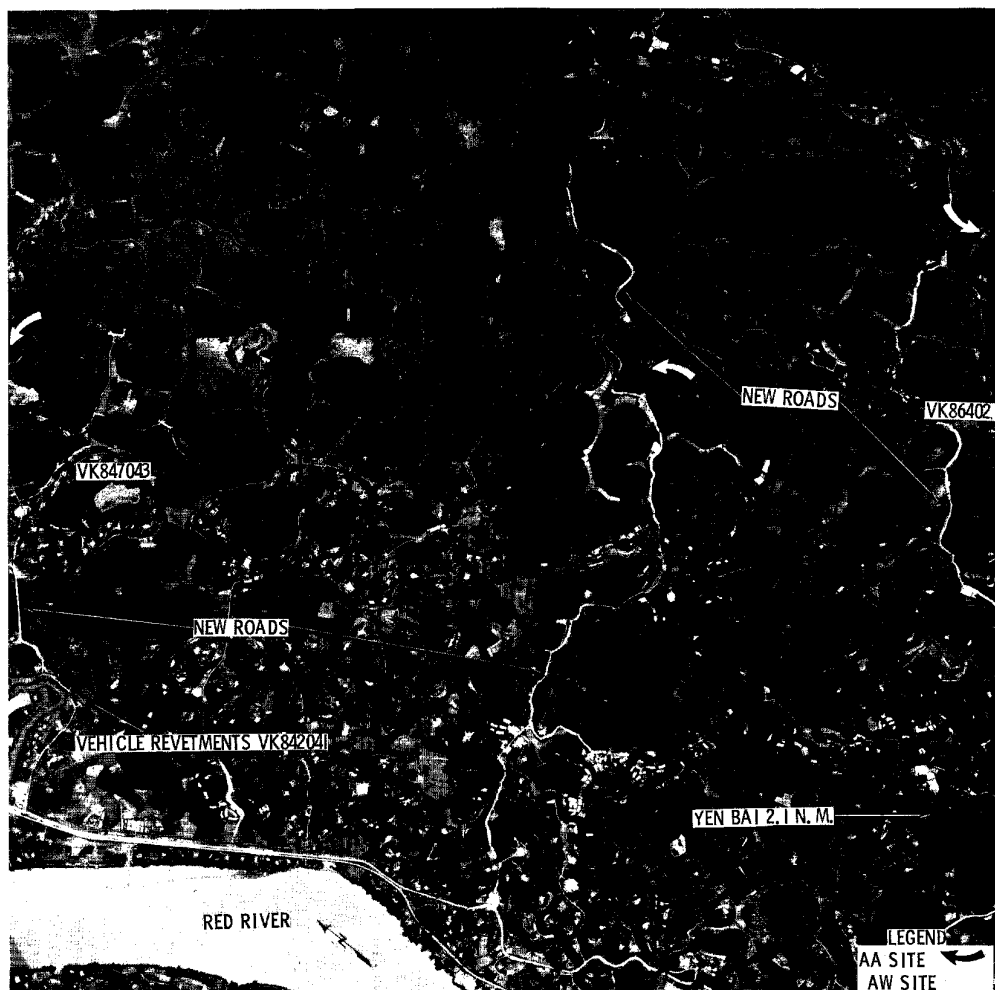 NEW ROADS
VK86402
VK847043
NEW ROADS
VEHICLE REVETMENTS VK842041
YEN BAI 2.1 N. M.
RED RIVER
LEGEND
AA SITE
AW SITE